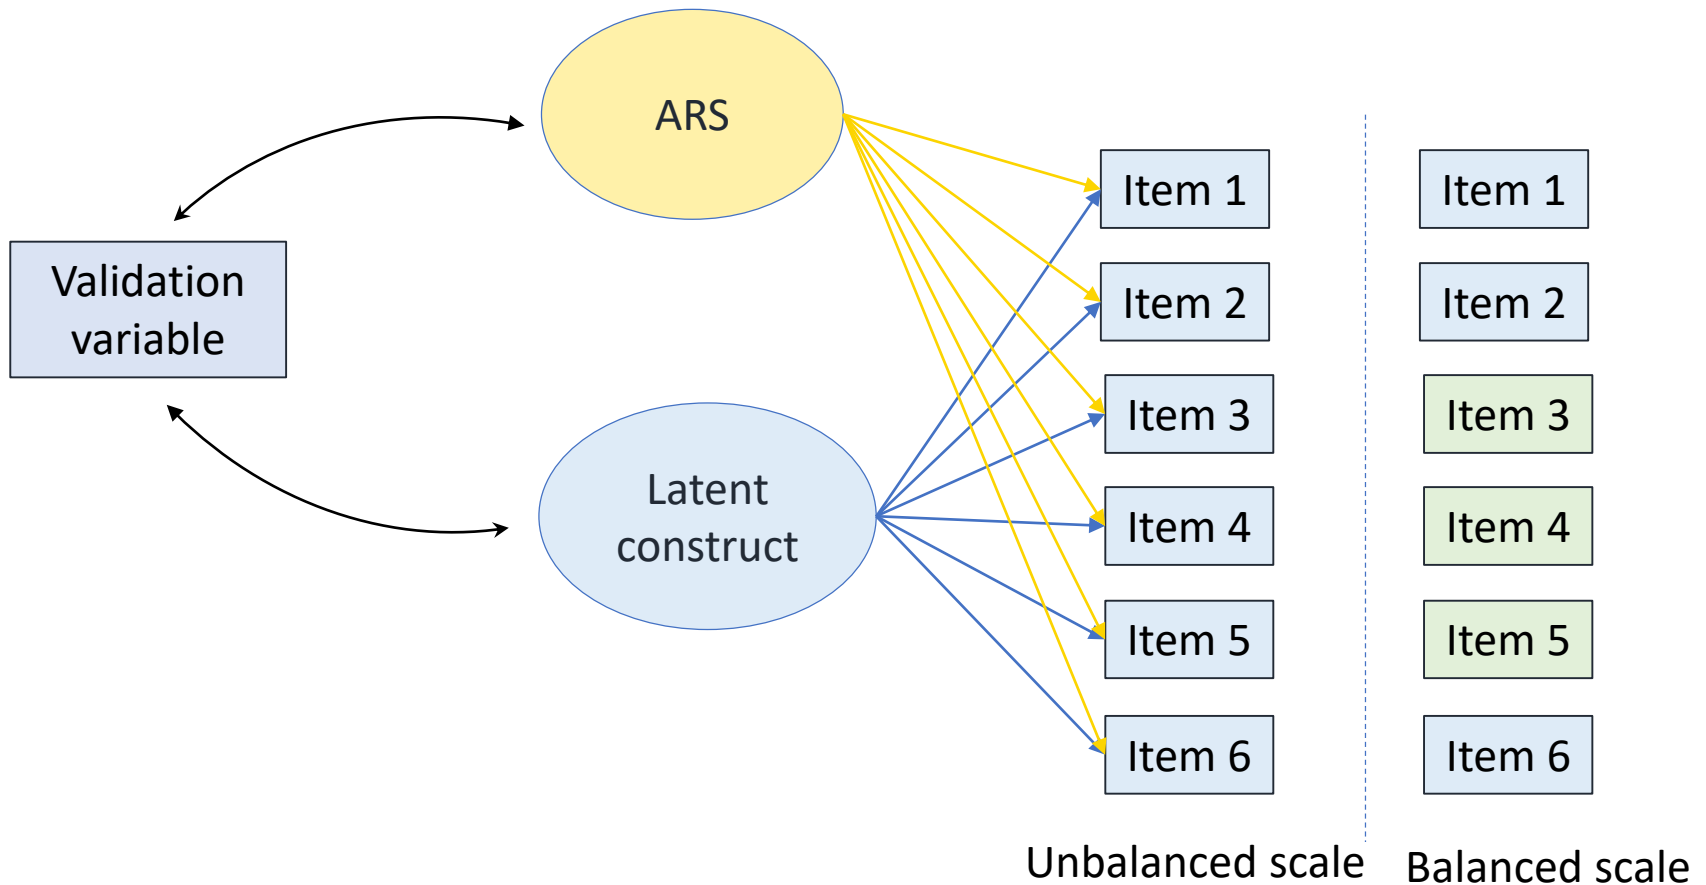 ARS
Validation
variable
Latent
construct
Item 1
Item 2
Item 3
Item 4
Item 5
Item 6
Unbalanced scale
Item 1
Item 2
Item 3
Item 4
Item 5
Item 6
Balanced scale